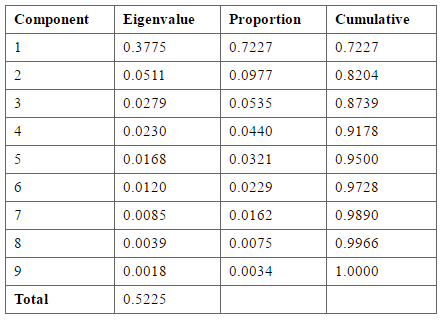 Component Eigenvalue Proportion Cumulative
1 0.3775 0.7227 0.7227
2 0.0511 0.0977 0.8204
3 0.0279 0.0535 0.8739
4 0.0230 0.0440 0.9178
5 0.0168 0.0321 0.9500
6 0.0120 0.0229 0.9728
7 0.0085 0.0162 0.9890
8 0.0039 0.0075 0.9966
9 0.0018 0.0034 1.0000
Total 0.5225